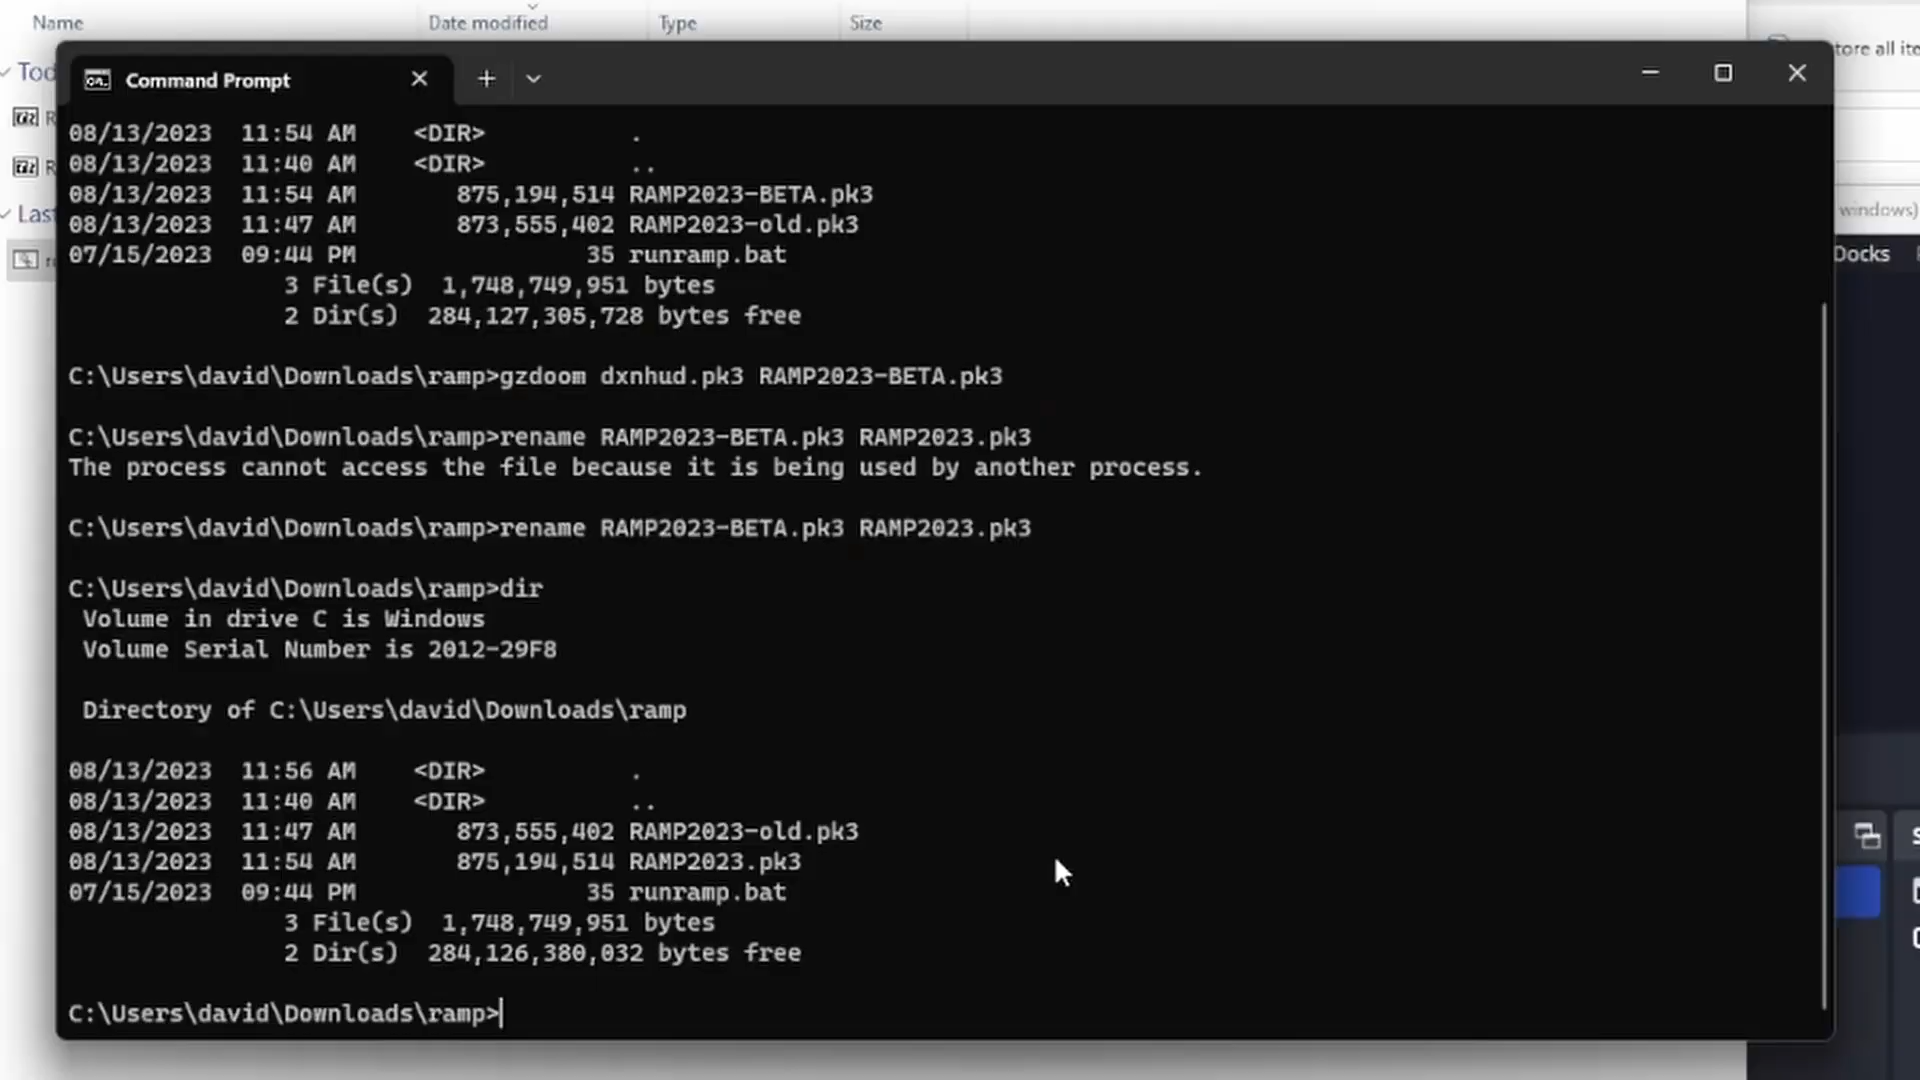 Name Date modified Type Size
tore all ite
Tod
Command Prompt
R
08/13/2023  11:54 AM    <DIR>          .
08/13/2023  11:40 AM    <DIR>          ..
R
08/13/2023  11:54 AM       875,194,514 RAMP2023-BETA.pk3
Last
08/13/2023  11:47 AM       873,555,402 RAMP2023-old.pk3
windows)
07/15/2023  09:44 PM                35 runramp.bat
Docks
3 File(s)  1,748,749,951 bytes
2 Dir(s)  284,127,305,728 bytes free
C:\Users\david\Downloads\ramp>gzdoom dxnhud.pk3 RAMP2023-BETA.pk3
C:\Users\david\Downloads\ramp>rename RAMP2023-BETA.pk3 RAMP2023.pk3
The process cannot access the file because it is being used by another process.
C:\Users\david\Downloads\ramp>rename RAMP2023-BETA.pk3 RAMP2023.pk3
C:\Users\david\Downloads\ramp>dir
Volume in drive C is Windows
Volume Serial Number is 2012-29F8
Directory of C:\Users\david\Downloads\ramp
08/13/2023  11:56 AM    <DIR>          .
08/13/2023  11:40 AM    <DIR>          ..
08/13/2023  11:47 AM       873,555,402 RAMP2023-old.pk3
08/13/2023  11:54 AM       875,194,514 RAMP2023.pk3
07/15/2023  09:44 PM                35 runramp.bat
3 File(s)  1,748,749,951 bytes
2 Dir(s)  284,126,380,032 bytes free
C:\Users\david\Downloads\ramp>